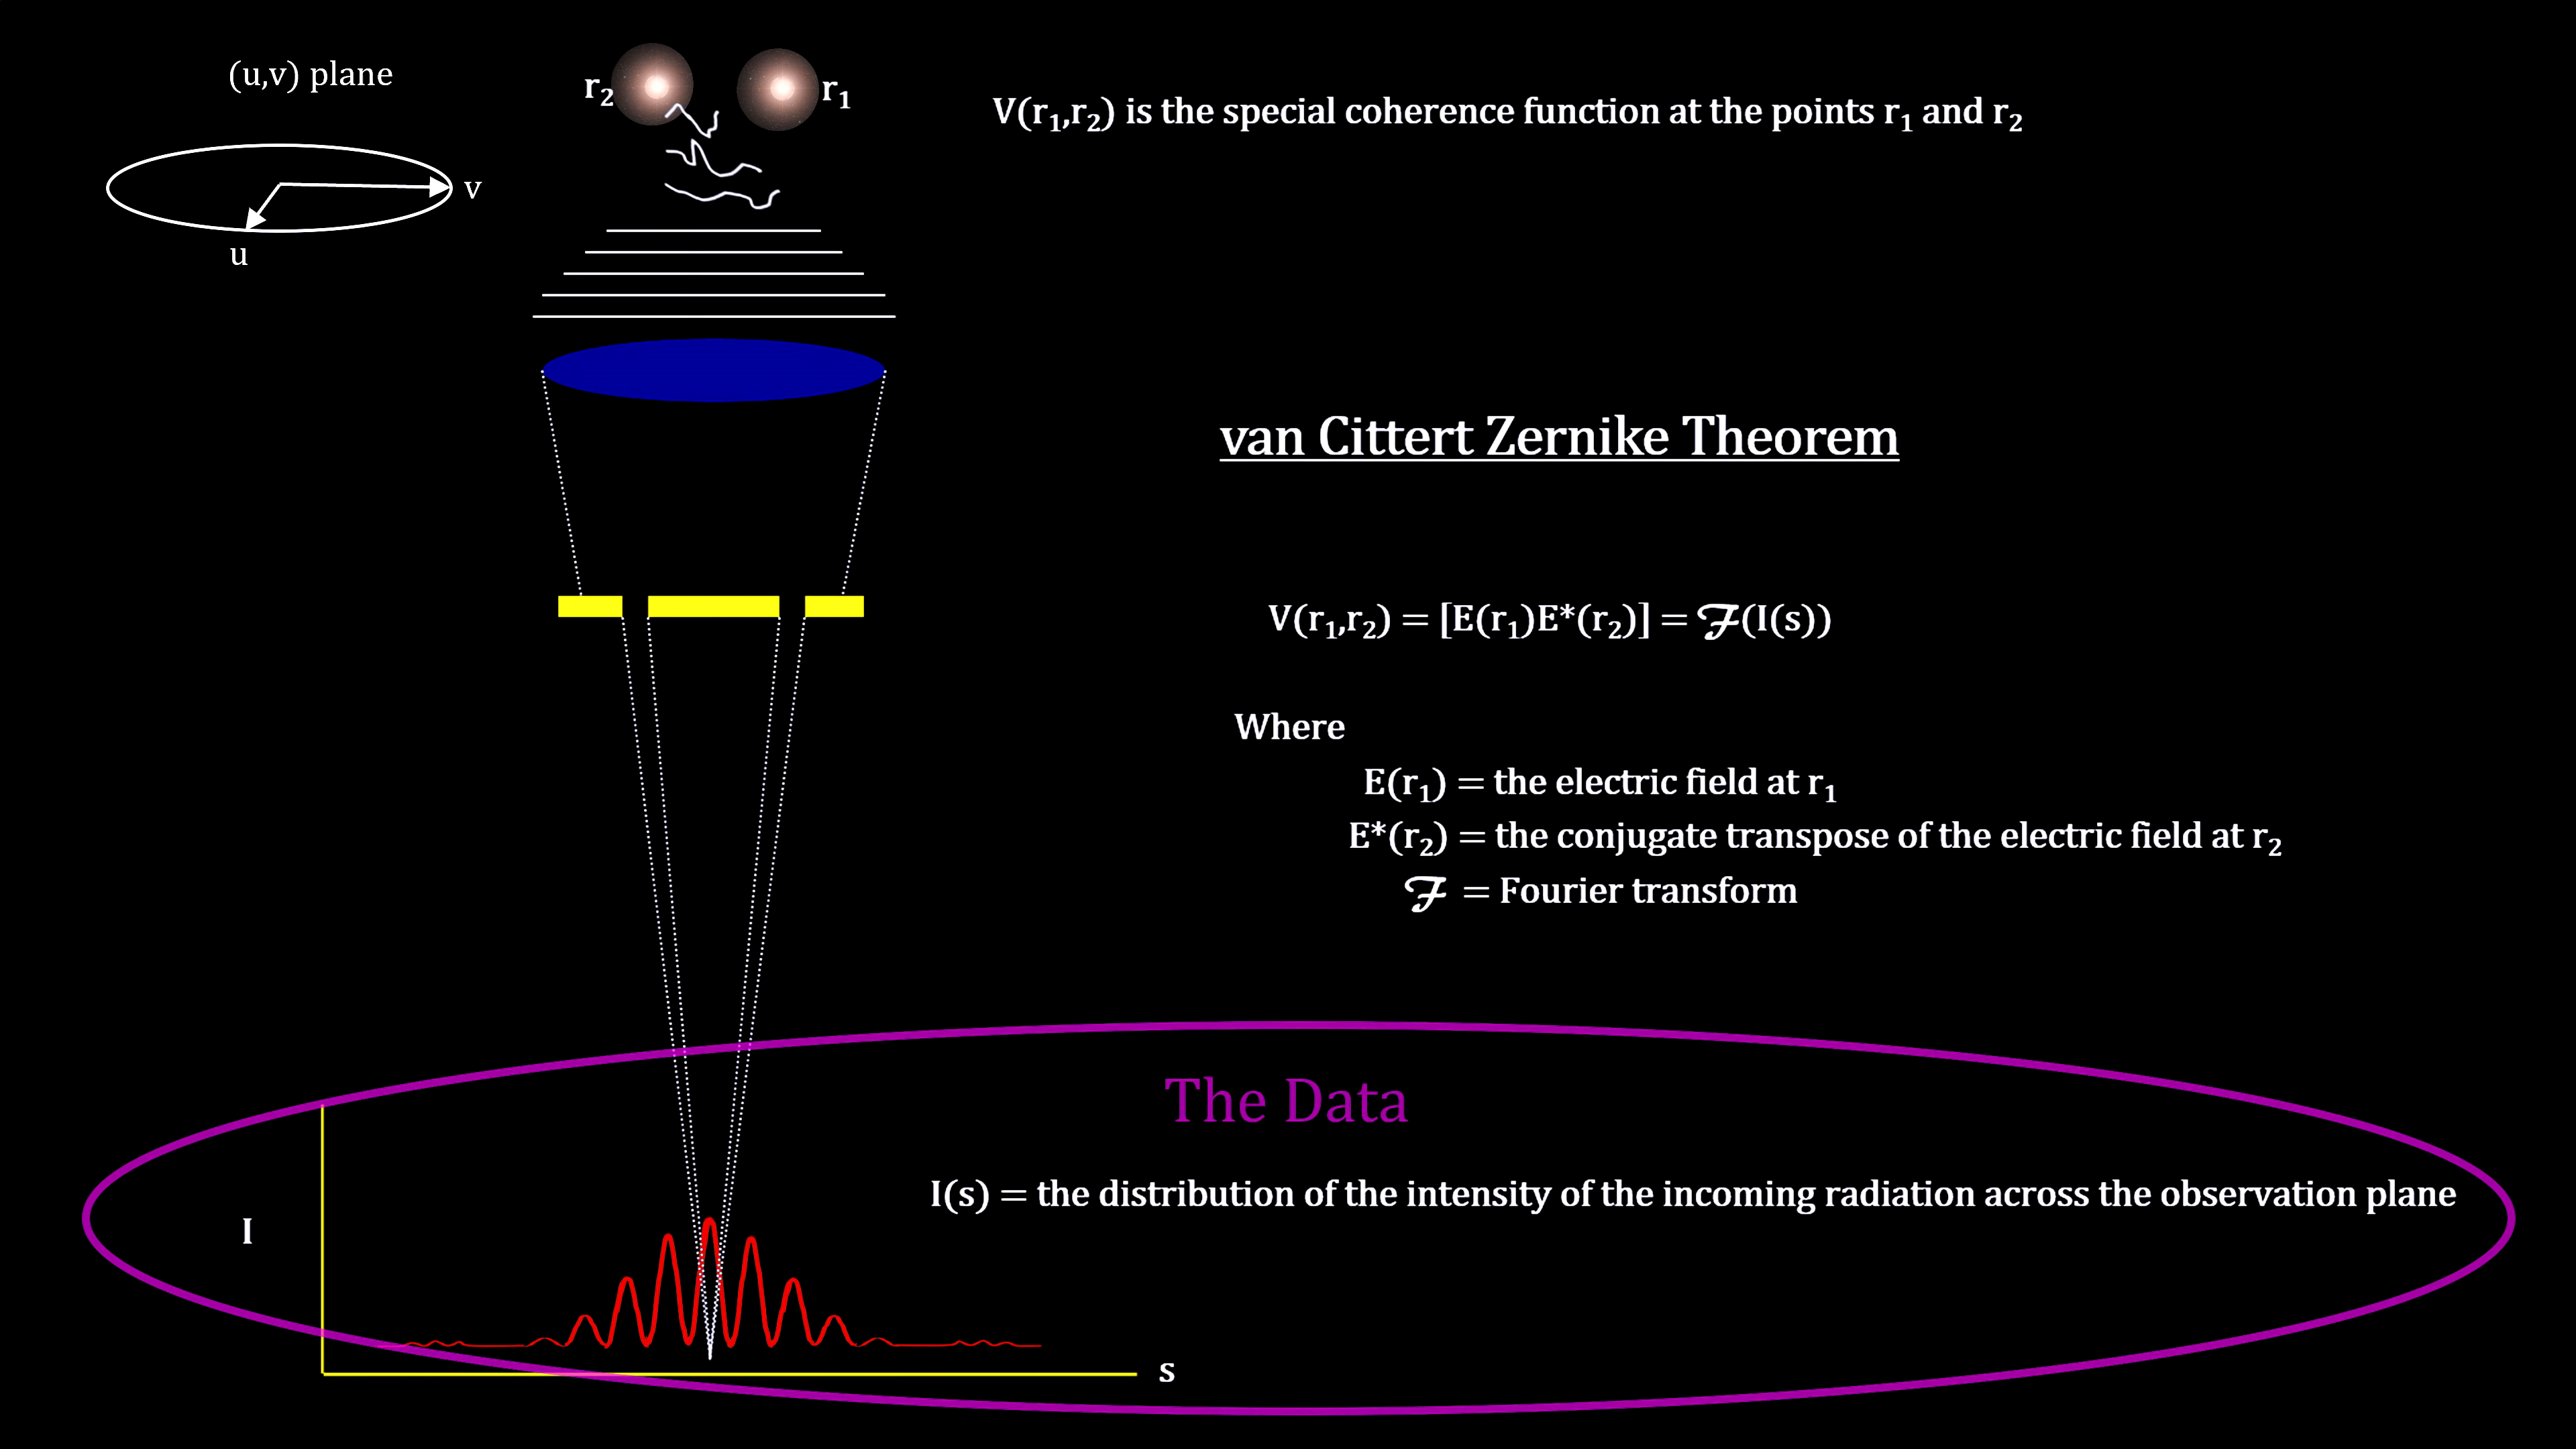 (u,v) plane
v
u
r₂
r₁
V(r₁,r₂) is the special coherence function at the points r₁ and r₂
van Cittert Zernike Theorem
V(r₁,r₂) = [E(r₁)E*(r₂)] = ℱ(I(s))
Where
E(r₁) = the electric field at r₁
E*(r₂) = the conjugate transpose of the electric field at r₂
ℱ = Fourier transform
The Data
I(s) = the distribution of the intensity of the incoming radiation across the observation plane
I
s